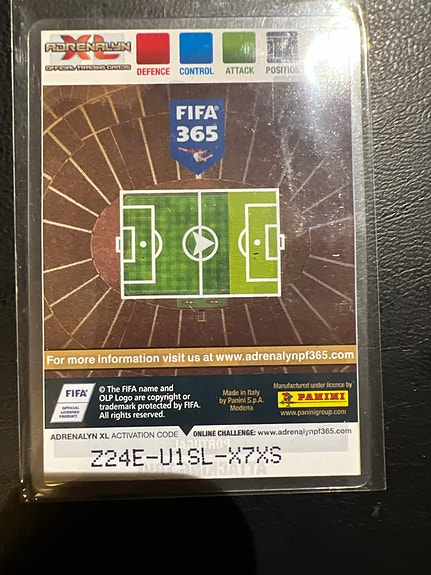 ADRENALYN
XL
OFFICIAL TRADING CARDS
DEFENCE CONTROL ATTACK POSITION
FIFA®
365
For more information visit us at www.adrenalynpf365.com
FIFA®
OFFICIAL
LICENSED
PRODUCT
© The FIFA name and
OLP Logo are copyright or
trademark protected by FIFA.
All rights reserved.
Made in Italy
by Panini S.p.A.
Modena
Manufactured under licence by
PANINI
www.paninigroup.com
ADRENALYN XL ACTIVATION CODE ONLINE CHALLENGE: www.adrenalynpf365.com
Z24E-U1SL-X7XS